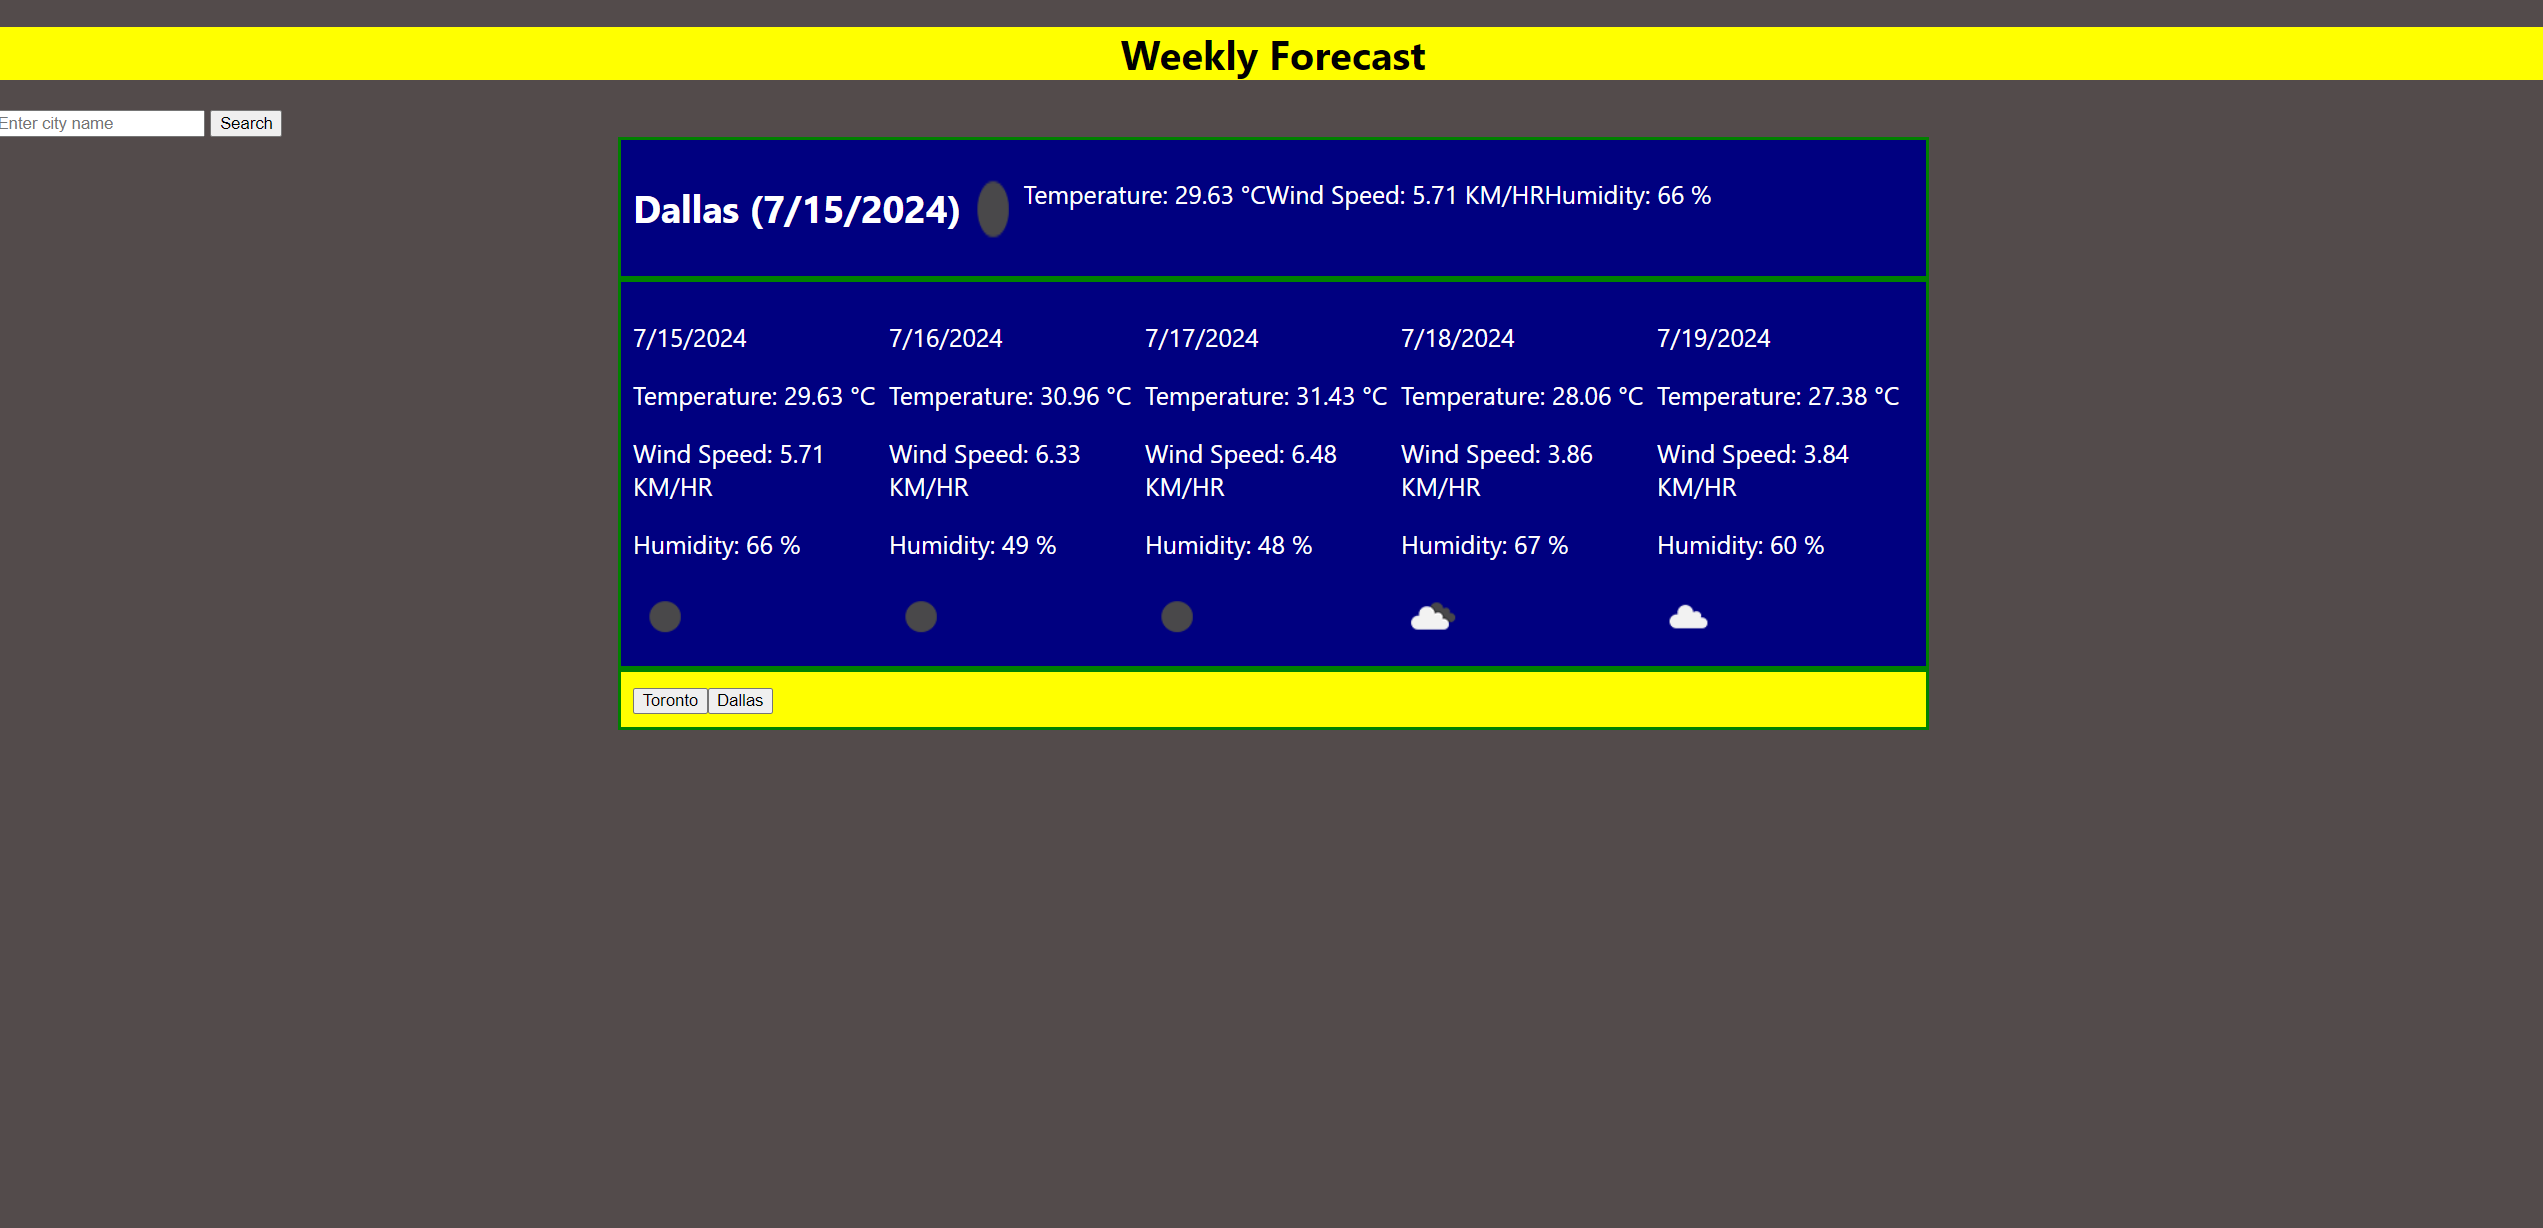 Weekly Forecast
Enter city name Search
Dallas (7/15/2024) Temperature: 29.63 °CWind Speed: 5.71 KM/HRHumidity: 66 %
7/15/2024 7/16/2024 7/17/2024 7/18/2024 7/19/2024
Temperature: 29.63 °C Temperature: 30.96 °C Temperature: 31.43 °C Temperature: 28.06 °C Temperature: 27.38 °C
Wind Speed: 5.71 Wind Speed: 6.33 Wind Speed: 6.48 Wind Speed: 3.86 Wind Speed: 3.84
KM/HR KM/HR KM/HR KM/HR KM/HR
Humidity: 66 % Humidity: 49 % Humidity: 48 % Humidity: 67 % Humidity: 60 %
Toronto Dallas